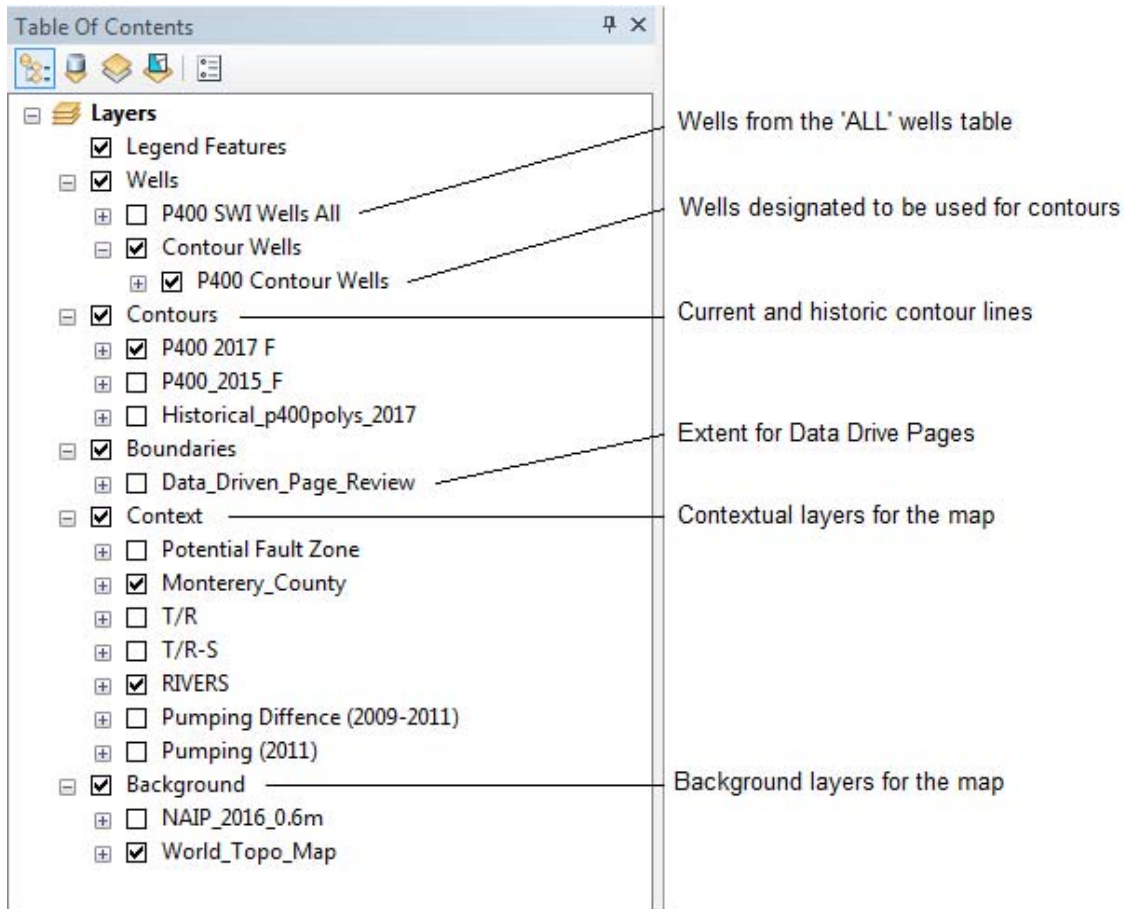 Table Of Contents
Layers
Legend Features
Wells
P400 SWI Wells All
Contour Wells
P400 Contour Wells
Contours
P400 2017 F
P400_2015_F
Historical_p400polys_2017
Boundaries
Data_Driven_Page_Review
Context
Potential Fault Zone
Monterery_County
T/R
T/R-S
RIVERS
Pumping Diffence (2009-2011)
Pumping (2011)
Background
NAIP_2016_0.6m
World_Topo_Map
Wells from the 'ALL' wells table
Wells designated to be used for contours
Current and historic contour lines
Extent for Data Drive Pages
Contextual layers for the map
Background layers for the map